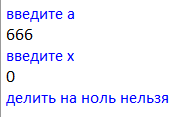 введите a
666
введите x
0
делить на ноль нельзя